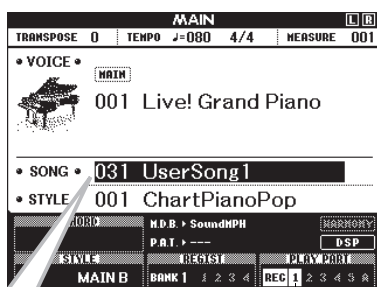 MAIN L R
TRANSPOSE 0 TEMPO ♩=080 4/4 MEASURE 001
• VOICE •
MAIN
001 Live! Grand Piano
• SONG • 031 UserSong1
• STYLE 001 ChartPianoPop
M.D.B. ▸ SoundMPH HARMONY
P.A.T. ▸ --- DSP
STYLE REGIST PLAY PART
MAIN B BANK 1 1 2 3 4 REC 1 2 3 4 5 A